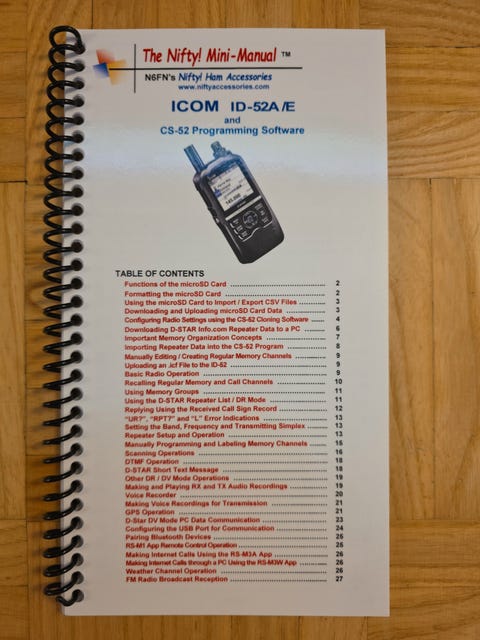 The Nifty! Mini-Manual ™
N6FN's Nifty! Ham Accessories
www.niftyaccessories.com
ICOM ID-52A/E
and
CS-52 Programming Software
TABLE OF CONTENTS
Functions of the microSD Card 2
Formatting the microSD Card 2
Using the microSD Card to Import / Export CSV Files 3
Downloading and Uploading microSD Card Data 3
Configuring Radio Settings using the CS-52 Cloning Software 4
Downloading D-STAR Info.com Repeater Data to a PC 6
Important Memory Organization Concepts 7
Importing Repeater Data into the CS-52 Program 8
Manually Editing / Creating Regular Memory Channels 9
Uploading an .icf File to the ID-52 9
Basic Radio Operation 9
Recalling Regular Memory and Call Channels 10
Using Memory Groups 11
Using the D-STAR Repeater List / DR Mode 11
Replying Using the Received Call Sign Record 12
"UR?", "RPT?" and "L" Error Indications 13
Setting the Band, Frequency and Transmitting Simplex 13
Repeater Setup and Operation 13
Manually Programming and Labeling Memory Channels 15
Scanning Operations 16
DTMF Operation 18
D-STAR Short Text Message 18
Other DR / DV Mode Operations 19
Making and Playing RX and TX Audio Recordings 19
Voice Recorder 20
Making Voice Recordings for Transmission 21
GPS Operation 21
D-Star DV Mode PC Data Communication 23
Configuring the USB Port for Communication 24
Pairing Bluetooth Devices 25
RS-M1 App Remote Control Operation 25
Making Internet Calls Using the RS-M3A App 26
Making Internet Calls through a PC Using the RS-M3W App 26
Weather Channel Operation 26
FM Radio Broadcast Reception 27